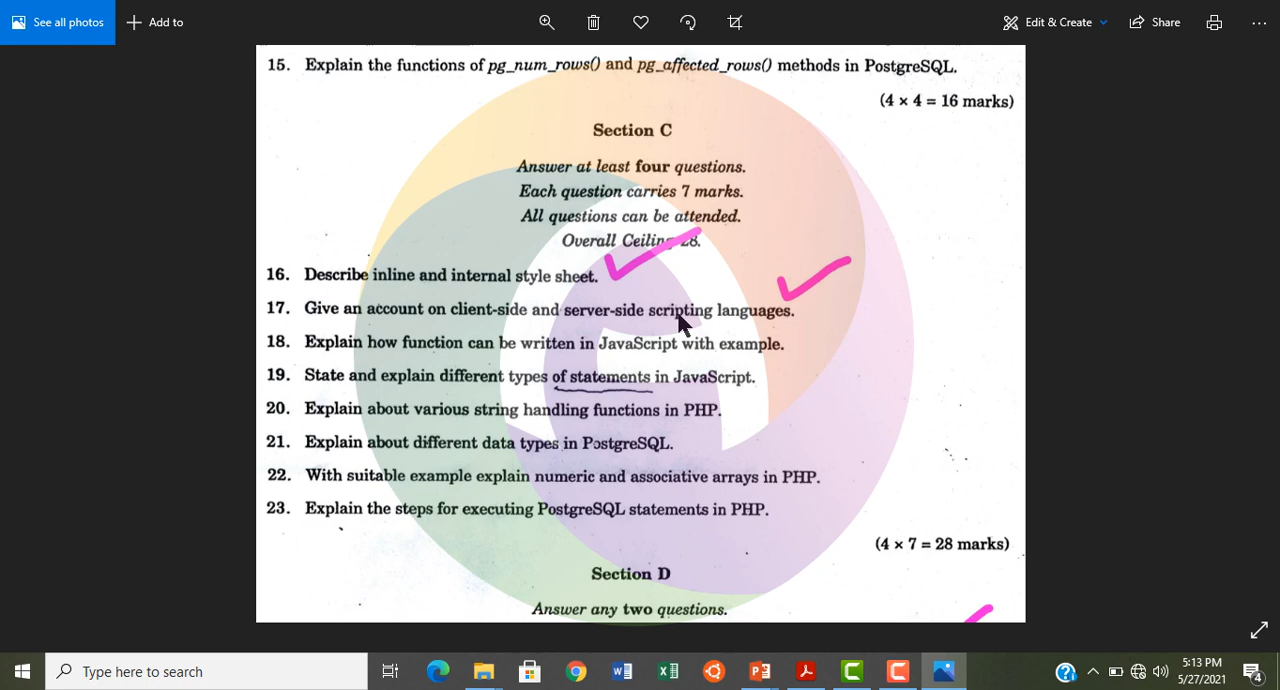 See all photos
Add to
Edit & Create
Share
15. Explain the functions of pg_num_rows() and pg_affected_rows() methods in PostgreSQL.
(4 × 4 = 16 marks)
Section C
Answer at least four questions.
Each question carries 7 marks.
All questions can be attended.
Overall Ceiling 28.
16. Describe inline and internal style sheet.
17. Give an account on client-side and server-side scripting languages.
18. Explain how function can be written in JavaScript with example.
19. State and explain different types of statements in JavaScript.
20. Explain about various string handling functions in PHP.
21. Explain about different data types in PostgreSQL.
22. With suitable example explain numeric and associative arrays in PHP.
23. Explain the steps for executing PostgreSQL statements in PHP.
(4 × 7 = 28 marks)
Section D
Answer any two questions.
Type here to search
5:13 PM
5/27/2021
4